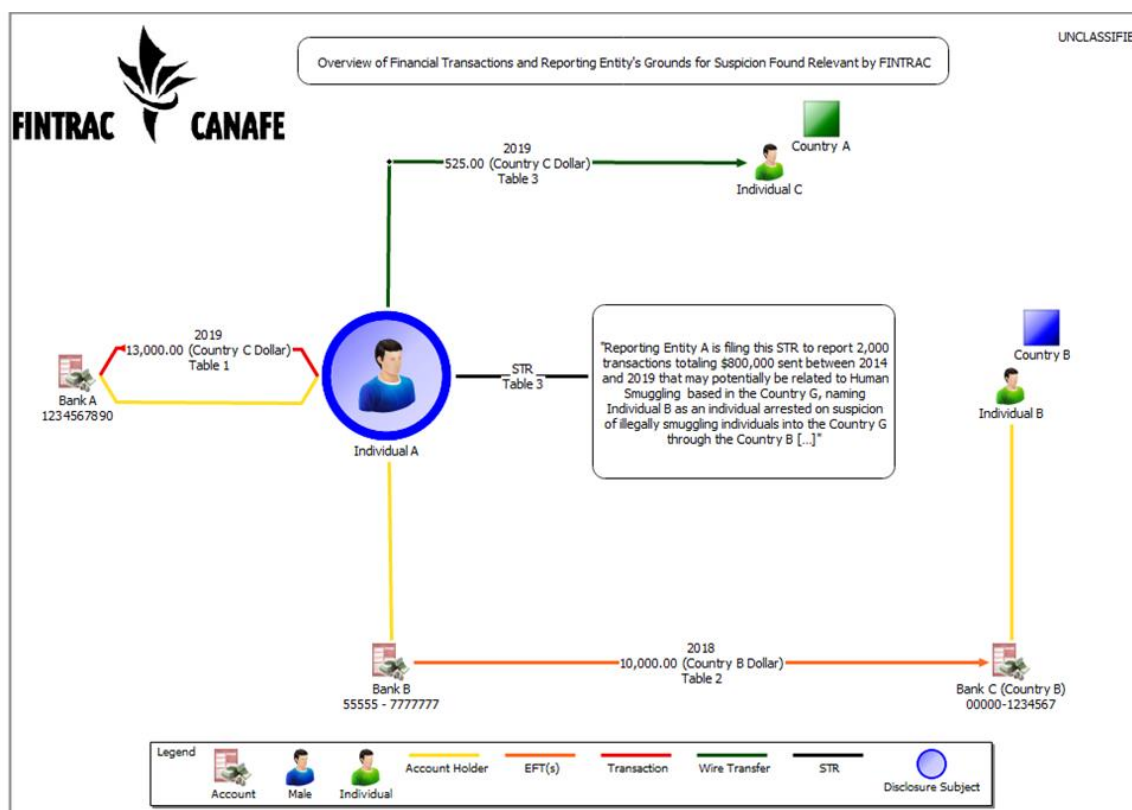 UNCLASSIFIE
Overview of Financial Transactions and Reporting Entity's Grounds for Suspicion Found Relevant by FINTRAC
FINTRAC CANAFE
Country A
2019
525.00 (Country C Dollar)
Table 3
Individual C
2019
13,000.00 (Country C Dollar)
Table 1
Bank A
1234567890
Individual A
STR
Table 3
"Reporting Entity A is filing this STR to report 2,000
transactions totaling $800,000 sent between 2014
and 2019 that may potentially be related to Human
Smuggling based in the Country G, naming
Individual B as an individual arrested on suspicion
of illegally smuggling individuals into the Country G
through the Country B [...]"
Country B
Individual B
2018
10,000.00 (Country B Dollar)
Table 2
Bank B
55555 - 7777777
Bank C (Country B)
00000-1234567
Legend
Account
Male
Individual
Account Holder
EFT(s)
Transaction
Wire Transfer
STR
Disclosure Subject